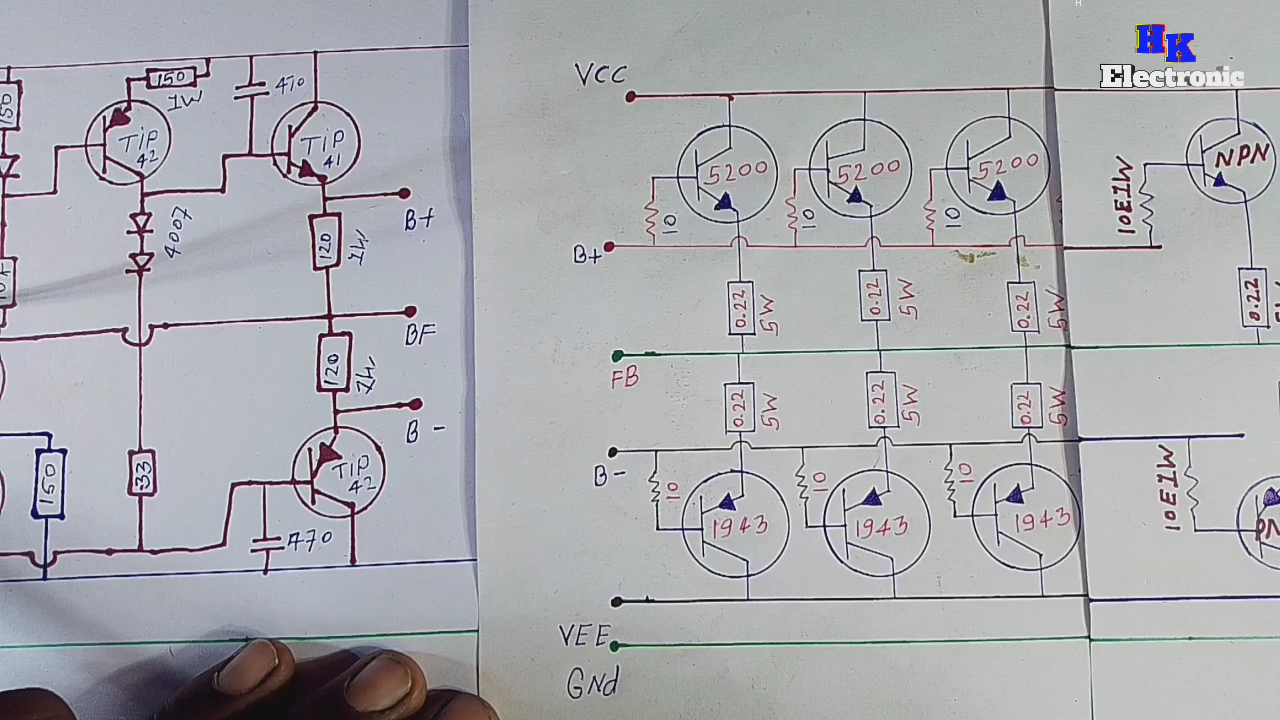 HK
Electronic
150
150
1W
470
TiP
42
TiP
41
4007
B+
120
1W
BF
120
B -
TiP
42
150
33
470
VCC
5200
5200
5200
NPN
10
10
10
10E1W
B+
0.22
5W
0.22
5W
0.22
5W
0.22
FB
0.22
5W
0.22
5W
0.22
5W
B-
10
10
10
10E1W
1943
1943
1943
PN
VEE
GNd